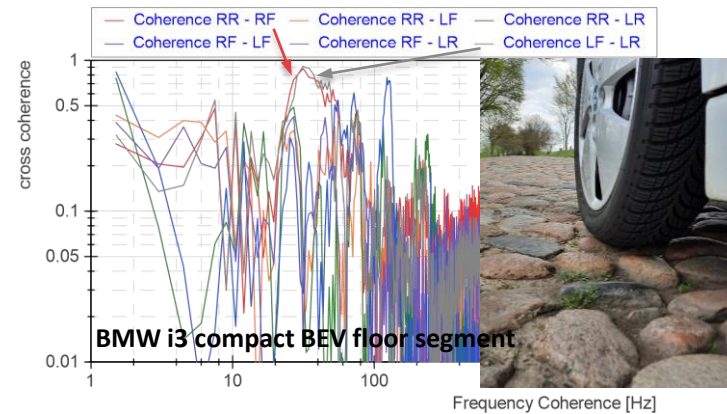 Coherence RR - RF Coherence RR - LF Coherence RR - LR
Coherence RF - LF Coherence RF - LR Coherence LF - LR
1
0.5
0.1
0.05
0.01
cross coherence
BMW i3 compact BEV floor segment
1 10 100
Frequency Coherence [Hz]